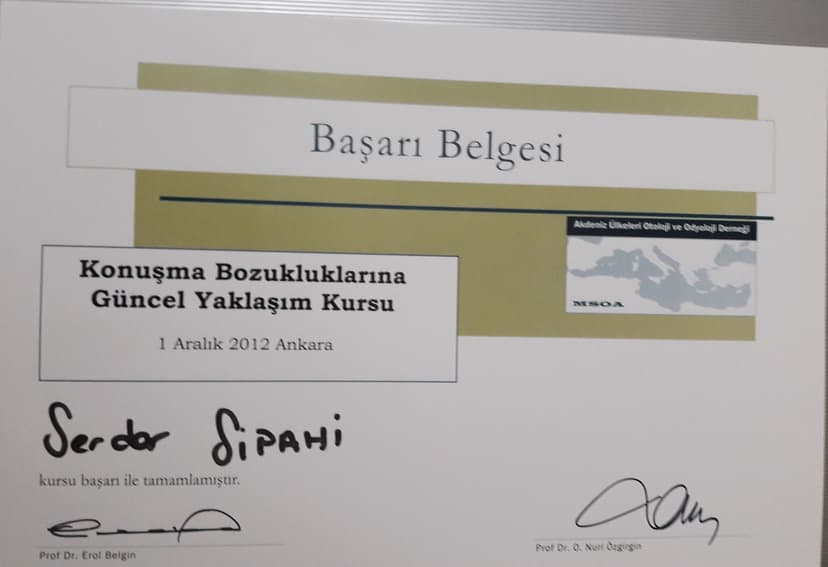 Başarı Belgesi
Akdeniz Ülkeleri Otoloji ve Odyoloji Derneği
MSOA
Konuşma Bozukluklarına
Güncel Yaklaşım Kursu
1 Aralık 2012 Ankara
Serdar SiPAHi
kursu başarı ile tamamlamıştır.
Prof Dr. Erol Belgin
Prof Dr. O. Nuri Özgirgin